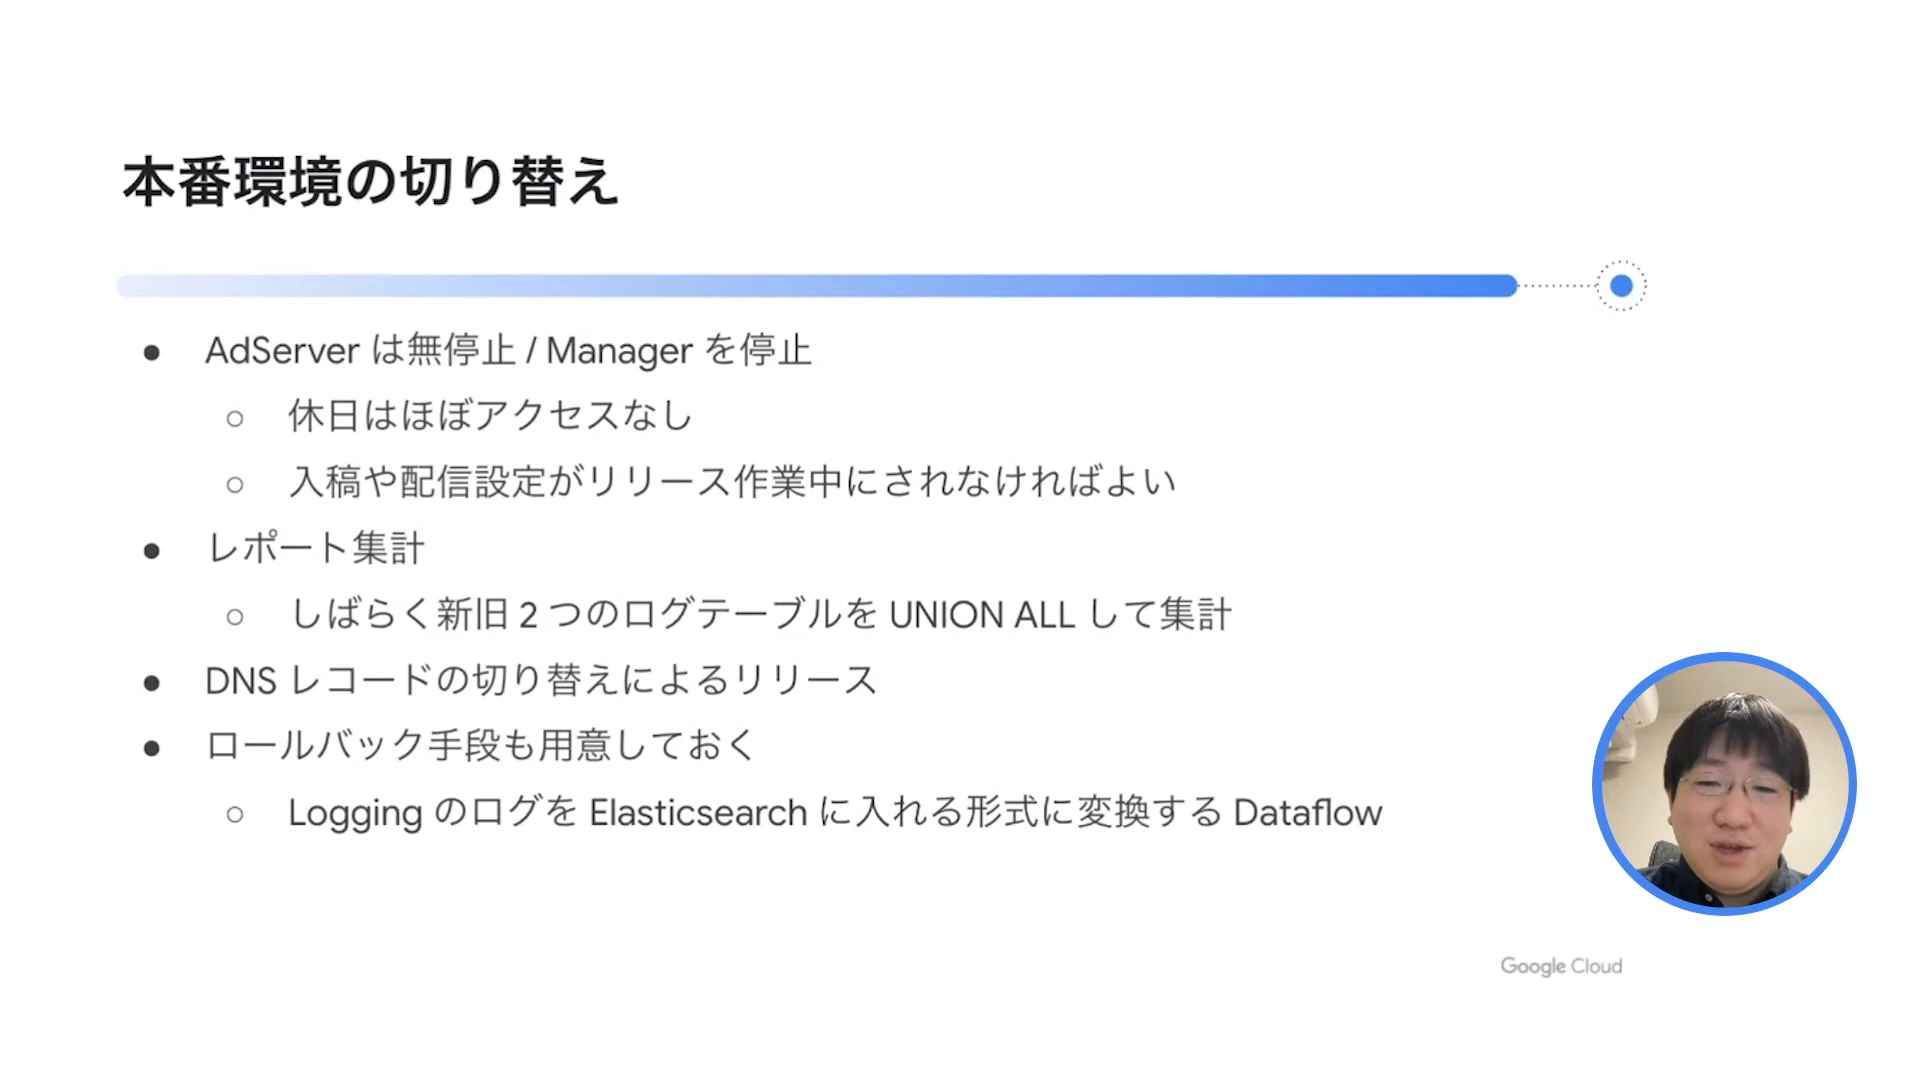 本番環境の切り替え
● AdServer は無停止 / Manager を停止
○ 休日はほぼアクセスなし
○ 入稿や配信設定がリリース作業中にされなければよい
● レポート集計
○ しばらく新旧 2 つのログテーブルを UNION ALL して集計
● DNS レコードの切り替えによるリリース
● ロールバック手段も用意しておく
○ Logging のログを Elasticsearch に入れる形式に変換する Dataflow
Google Cloud